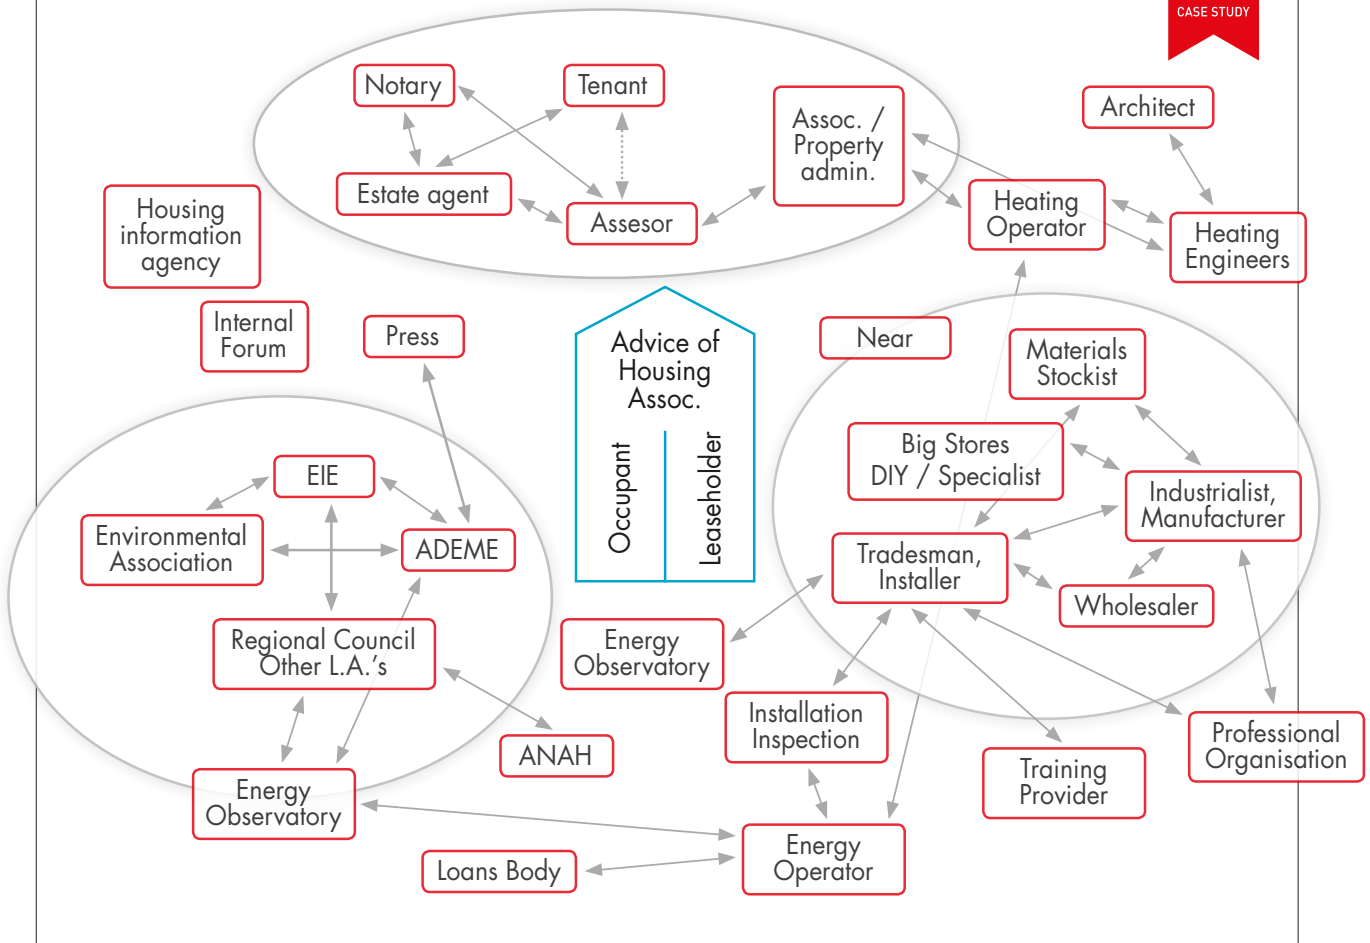 CASE STUDY
Notary
Tenant
Assoc. /
Property
admin.
Architect
Estate agent
Assesor
Heating
Operator
Heating
Engineers
Housing
information
agency
Internal
Forum
Press
Advice of
Housing
Assoc.
Occupant
Leaseholder
Near
Materials
Stockist
Big Stores
DIY / Specialist
Industrialist,
Manufacturer
EIE
Environmental
Association
ADEME
Tradesman,
Installer
Wholesaler
Regional Council
Other L.A.'s
Energy
Observatory
Installation
Inspection
ANAH
Professional
Organisation
Training
Provider
Energy
Observatory
Loans Body
Energy
Operator